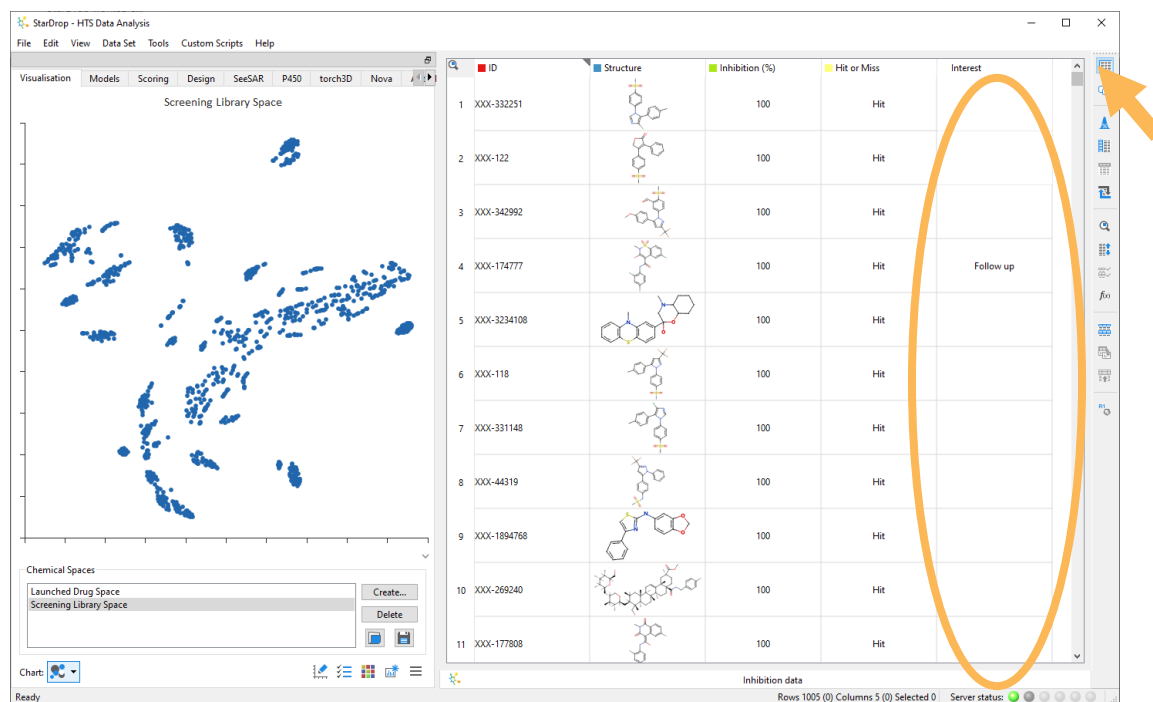 StarDrop - HTS Data Analysis
File Edit View Data Set Tools Custom Scripts Help
Visualisation Models Scoring Design SeeSAR P450 torch3D Nova
Screening Library Space
Chemical Spaces
Launched Drug Space
Screening Library Space
Create...
Delete
Chart:
ID Structure Inhibition (%) Hit or Miss Interest
1 XXX-332251 100 Hit
2 XXX-122 100 Hit
3 XXX-342992 100 Hit
4 XXX-174777 100 Hit Follow up
5 XXX-3234108 100 Hit
6 XXX-118 100 Hit
7 XXX-331148 100 Hit
8 XXX-44319 100 Hit
9 XXX-1894768 100 Hit
10 XXX-269240 100 Hit
11 XXX-177808 100 Hit
Inhibition data
f(x)
R1
Ready
Rows 1005 (0) Columns 5 (0) Selected 0 Server status: